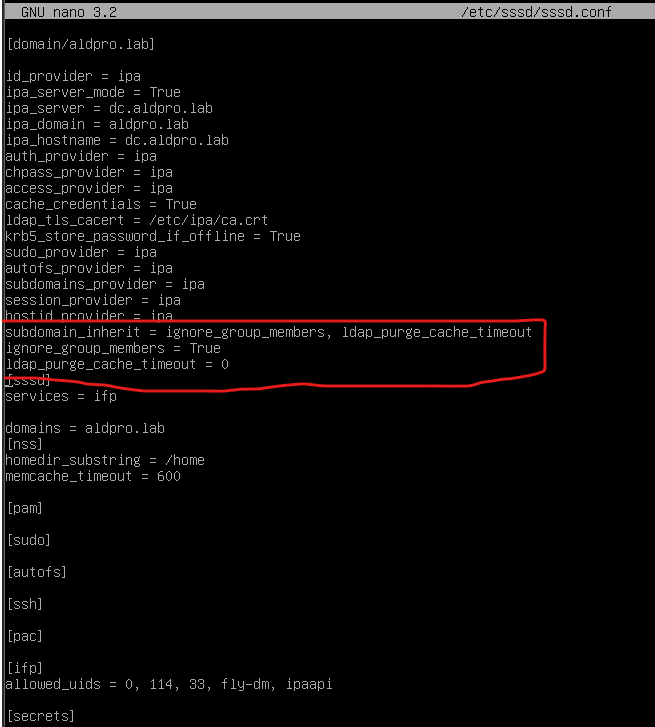 GNU nano 3.2 /etc/sssd/sssd.conf
[domain/aldpro.lab]
id_provider = ipa
ipa_server_mode = True
ipa_server = dc.aldpro.lab
ipa_domain = aldpro.lab
ipa_hostname = dc.aldpro.lab
auth_provider = ipa
chpass_provider = ipa
access_provider = ipa
cache_credentials = True
ldap_tls_cacert = /etc/ipa/ca.crt
krb5_store_password_if_offline = True
sudo_provider = ipa
autofs_provider = ipa
subdomains_provider = ipa
session_provider = ipa
hostid_provider = ipa
subdomain_inherit = ignore_group_members, ldap_purge_cache_timeout
ignore_group_members = True
ldap_purge_cache_timeout = 0
[sssd]
services = ifp
domains = aldpro.lab
[nss]
homedir_substring = /home
memcache_timeout = 600
[pam]
[sudo]
[autofs]
[ssh]
[pac]
[ifp]
allowed_uids = 0, 114, 33, fly-dm, ipaapi
[secrets]